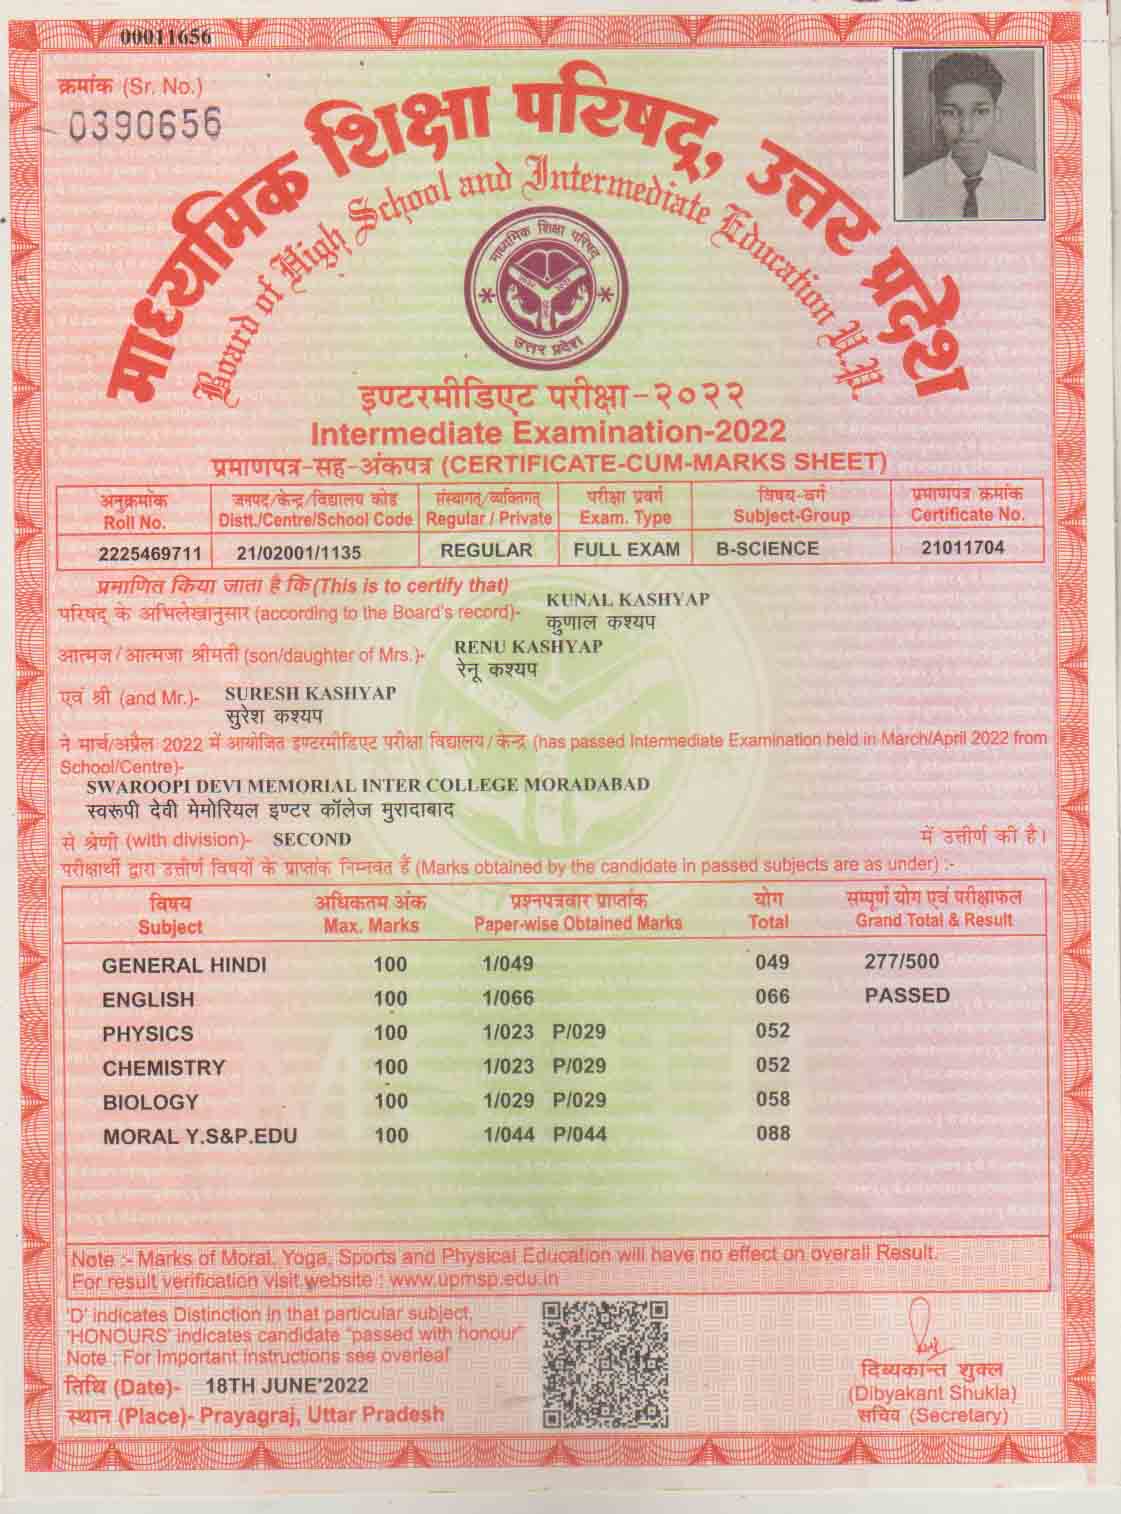 00011656
क्रमांक (Sr. No.)
0390656
माध्यमिक शिक्षा परिषद्, उत्तर प्रदेश
Board of High School and Intermediate Education U.P.
माध्यमिक शिक्षा परिषद्
उत्तर प्रदेश
इण्टरमीडिएट परीक्षा-२०२२
Intermediate Examination-2022
प्रमाणपत्र-सह-अंकपत्र (CERTIFICATE-CUM-MARKS SHEET)
अनुक्रमांक जनपद/केन्द्र/विद्यालय कोड संस्थागत्/व्यक्तिगत् परीक्षा प्रवर्ग विषय-वर्ग प्रमाणपत्र क्रमांक
Roll No. Distt./Centre/School Code Regular / Private Exam. Type Subject-Group Certificate No.
2225469711 21/02001/1135 REGULAR FULL EXAM B-SCIENCE 21011704
प्रमाणित किया जाता है कि (This is to certify that)
KUNAL KASHYAP
परिषद् के अभिलेखानुसार (according to the Board's record)-
कुणाल कश्यप
RENU KASHYAP
आत्मज / आत्मजा श्रीमती (son/daughter of Mrs.)-
रेनू कश्यप
एवं श्री (and Mr.)- SURESH KASHYAP
सुरेश कश्यप
ने मार्च/अप्रैल 2022 में आयोजित इण्टरमीडिएट परीक्षा विद्यालय/केन्द्र (has passed Intermediate Examination held in March/April 2022 from
School/Centre)-
SWAROOPI DEVI MEMORIAL INTER COLLEGE MORADABAD
स्वरूपी देवी मेमोरियल इण्टर कॉलेज मुरादाबाद
से श्रेणी (with division)- SECOND में उत्तीर्ण की है।
परीक्षार्थी द्वारा उत्तीर्ण विषयों के प्राप्तांक निम्नवत हैं (Marks obtained by the candidate in passed subjects are as under) :-
विषय अधिकतम अंक प्रश्नपत्रवार प्राप्तांक योग सम्पूर्ण योग एवं परीक्षाफल
Subject Max. Marks Paper-wise Obtained Marks Total Grand Total & Result
GENERAL HINDI 100 1/049 049 277/500
ENGLISH 100 1/066 066 PASSED
PHYSICS 100 1/023 P/029 052
CHEMISTRY 100 1/023 P/029 052
BIOLOGY 100 1/029 P/029 058
MORAL Y.S&P.EDU 100 1/044 P/044 088
Note :- Marks of Moral, Yoga, Sports and Physical Education will have no effect on overall Result.
For result verification visit website : www.upmsp.edu.in
'D' indicates Distinction in that particular subject,
'HONOURS' indicates candidate "passed with honour"
Note : For Important Instructions see overleaf
तिथि (Date)- 18TH JUNE'2022
स्थान (Place)- Prayagraj, Uttar Pradesh
दिव्यकान्त शुक्ल
(Dibyakant Shukla)
सचिव (Secretary)